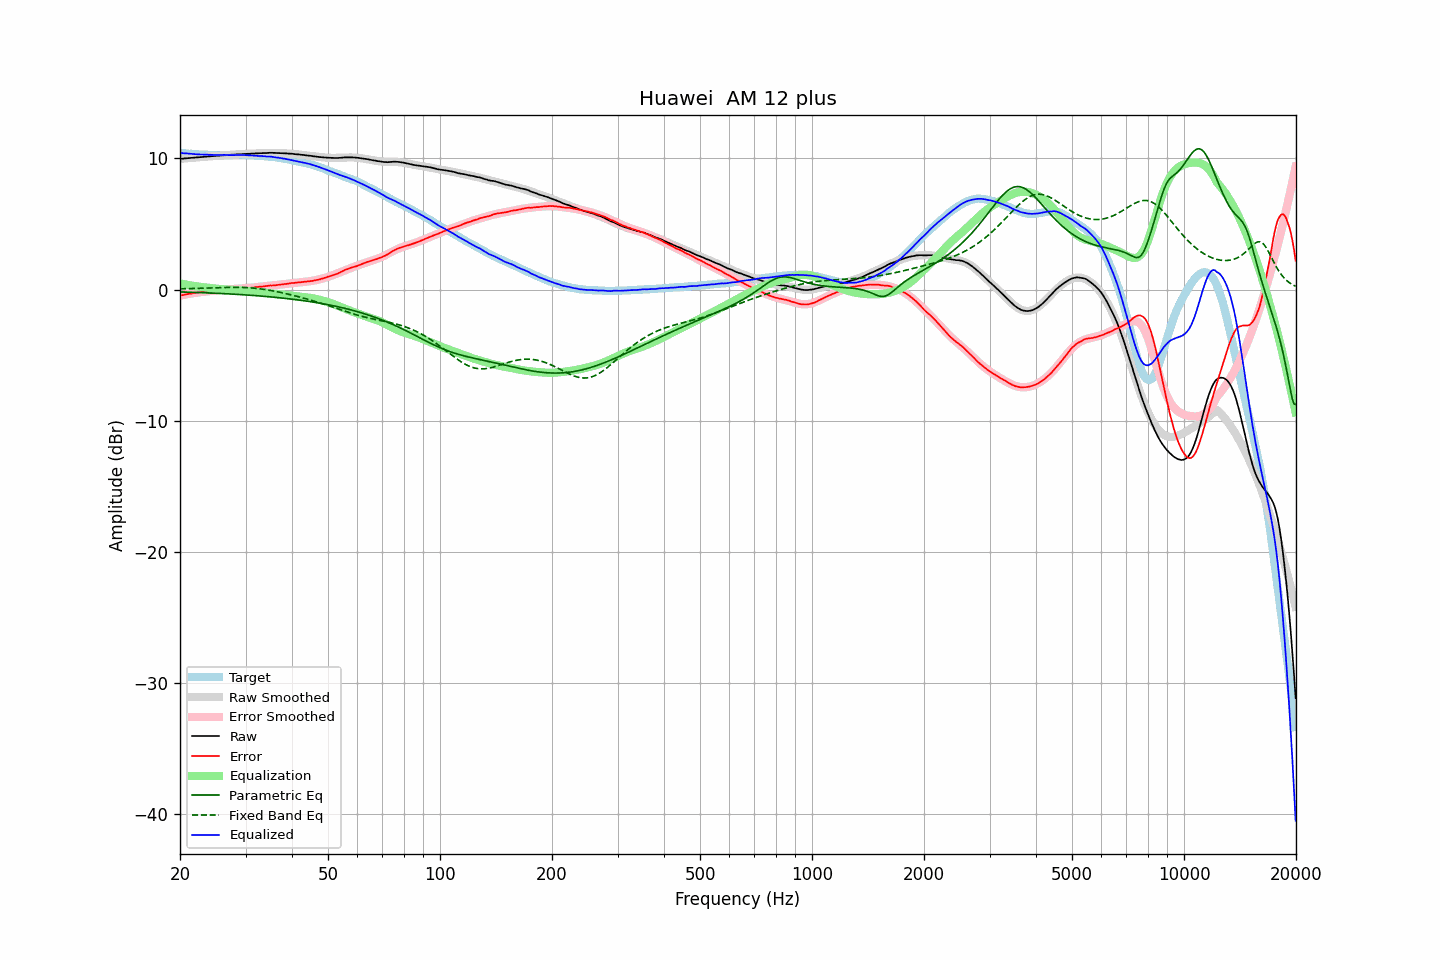 Huawei  AM 12 plus
Amplitude (dBr)
10
0
−10
−20
−30
−40
Target
Raw Smoothed
Error Smoothed
Raw
Error
Equalization
Parametric Eq
Fixed Band Eq
Equalized
20 50 100 200 500 1000 2000 5000 10000 20000
Frequency (Hz)